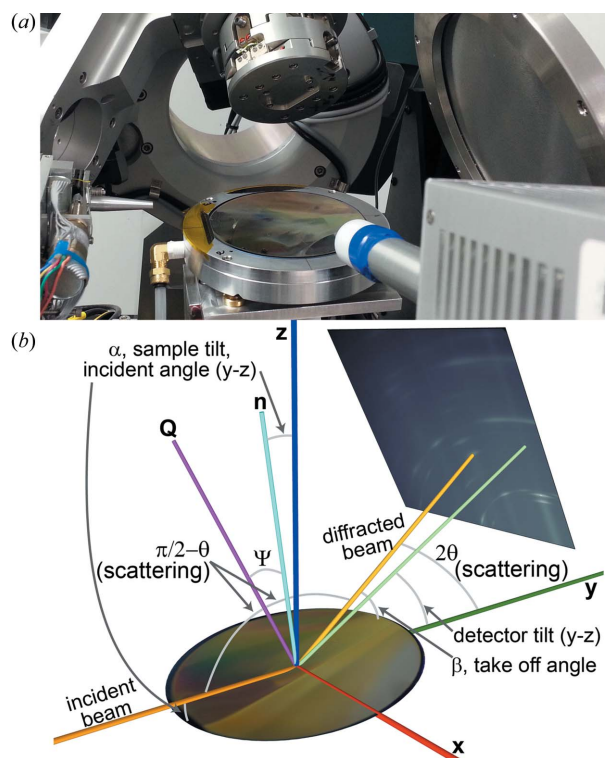 (a)
(b)
α, sample tilt,
incident angle (y-z)
z
n
Q
π/2−θ
(scattering)
Ψ
diffracted
beam
2θ
(scattering)
y
detector tilt (y-z)
β, take off angle
incident
beam
x